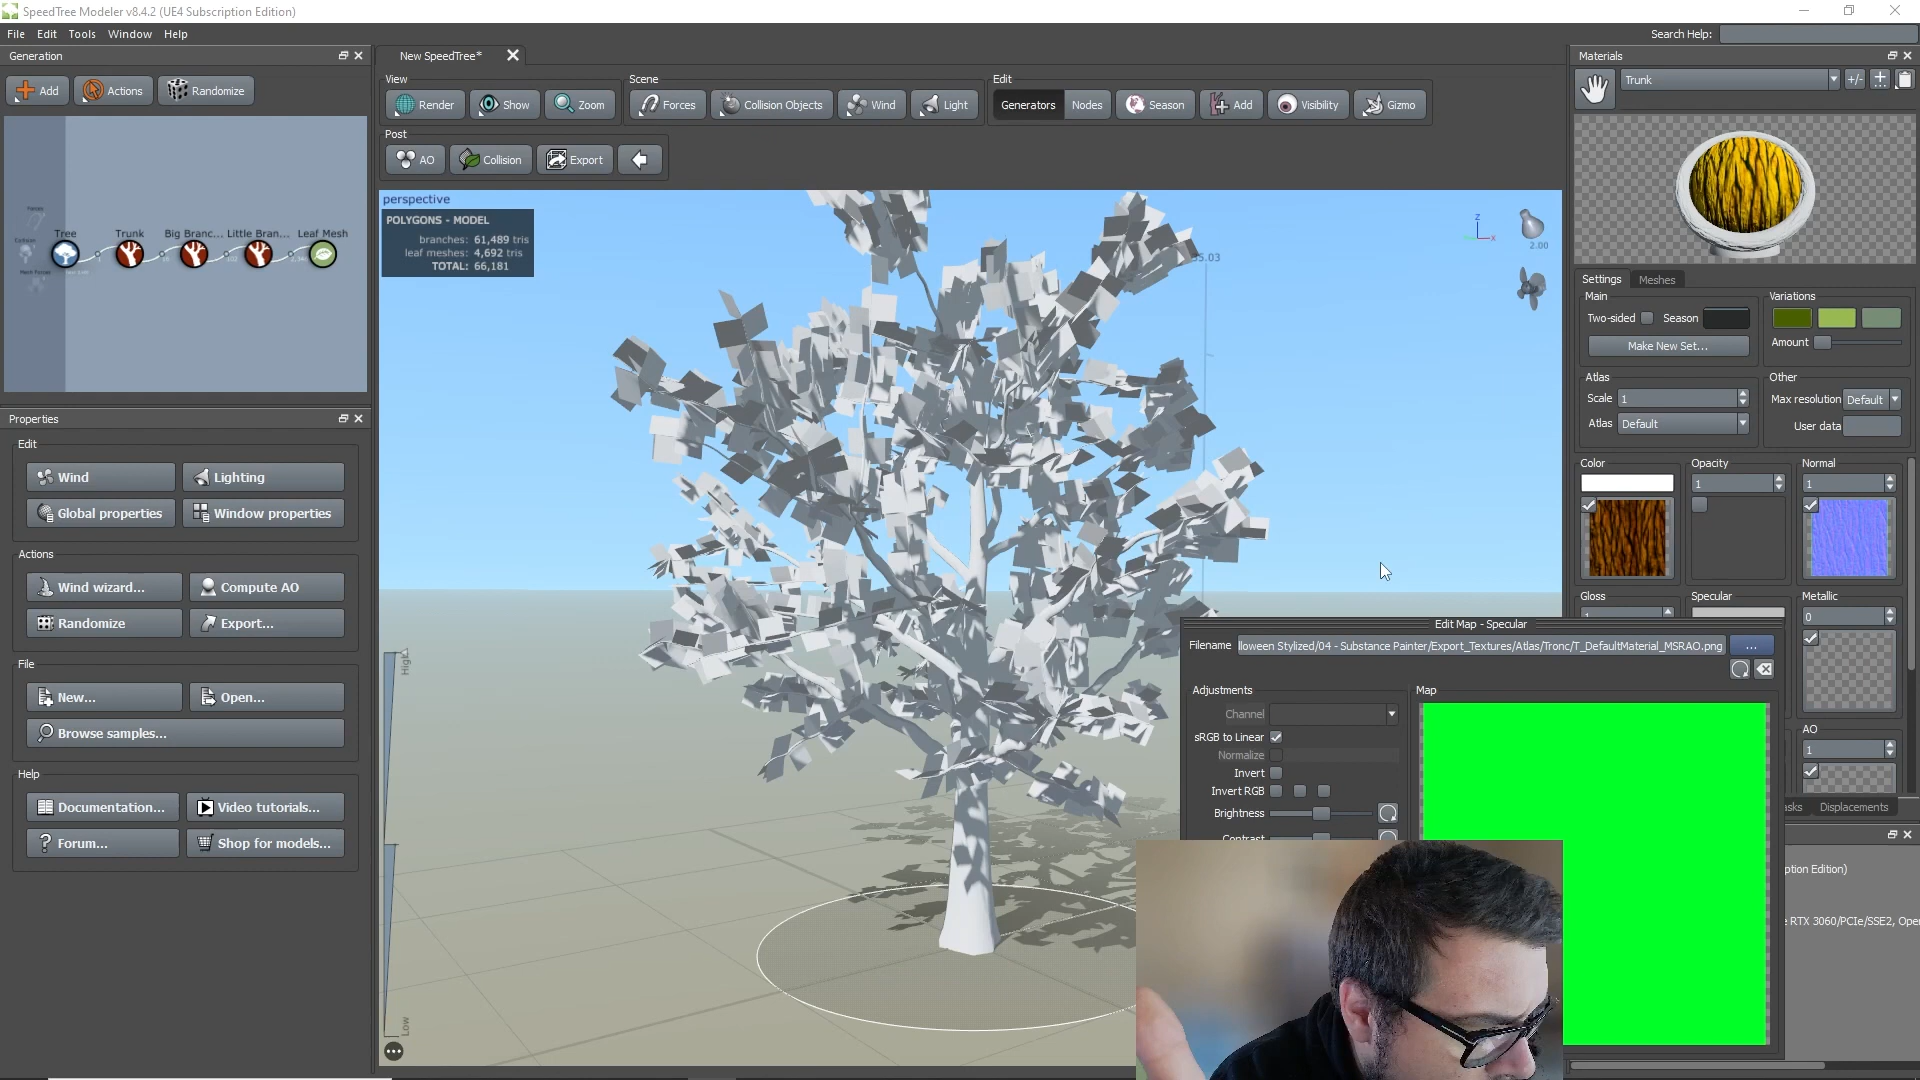 SpeedTree Modeler v8.4.2 (UE4 Subscription Edition)
File Edit Tools Window Help
Search Help:
Generation
Add Actions Randomize
Tree Trunk Big Branc... Little Bran... Leaf Mesh
Properties
Edit
Wind Lighting
Global properties Window properties
Actions
Wind wizard... Compute AO
Randomize Export...
File
New... Open...
Browse samples...
Help
Documentation... Video tutorials...
Forum... Shop for models...
New SpeedTree*
View Scene Edit
Render Show Zoom Forces Collision Objects Wind Light Generators Nodes Season Add Visibility Gizmo
Post
AO Collision Export
perspective
POLYGONS - MODEL
branches: 61,489 tris
leaf meshes: 4,692 tris
TOTAL: 66,181
z
x
2.00
High
Low
Materials
Trunk
+/-
Settings Meshes
Main Variations
Two-sided Season
Make New Set... Amount
Atlas Other
Scale 1 Max resolution Default
Atlas Default User data
Color Opacity Normal
1 1
Gloss Specular Metallic
0
AO
1
Displacements
Edit Map - Specular
Filename lloween Stylized/04 - Substance Painter/Export_Textures/Atlas/Tronc/T_DefaultMaterial_MSRAO.png ...
Adjustments Map
Channel
sRGB to Linear
Normalize
Invert
Invert RGB
Brightness
Contrast
ption Edition)
RTX 3060/PCIe/SSE2, Ope